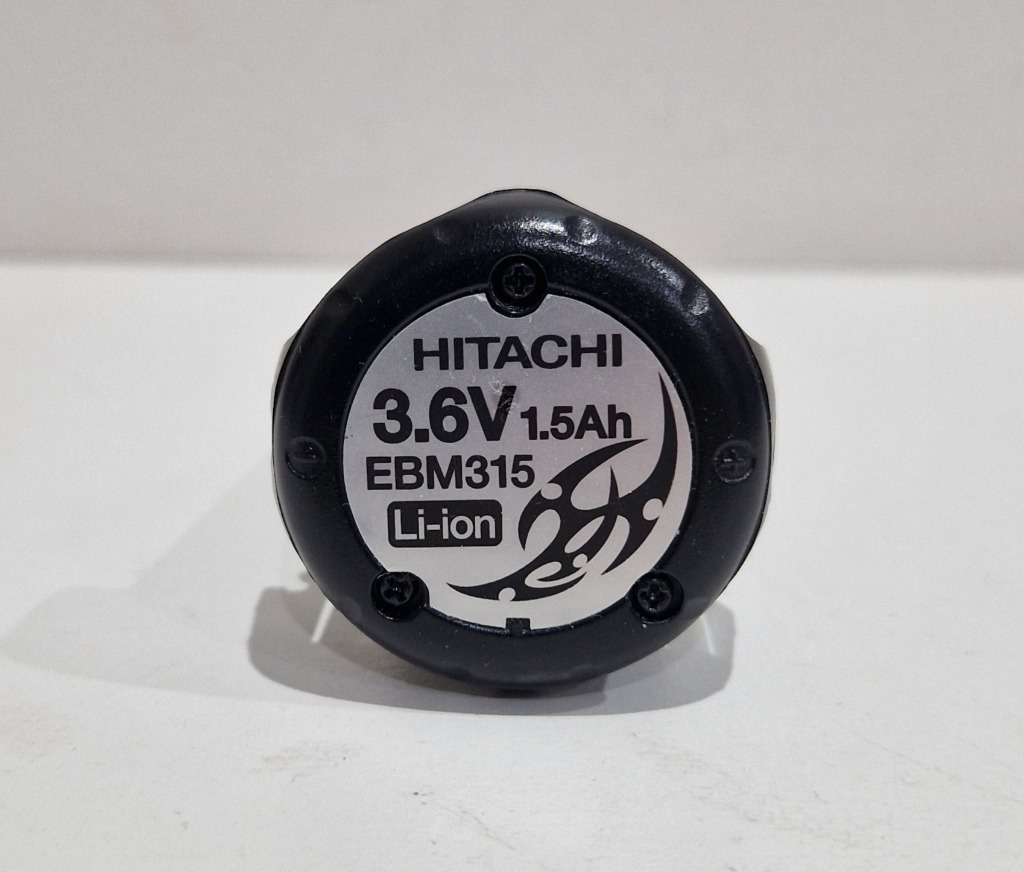 HITACHI
3.6V 1.5Ah
EBM315
Li-ion